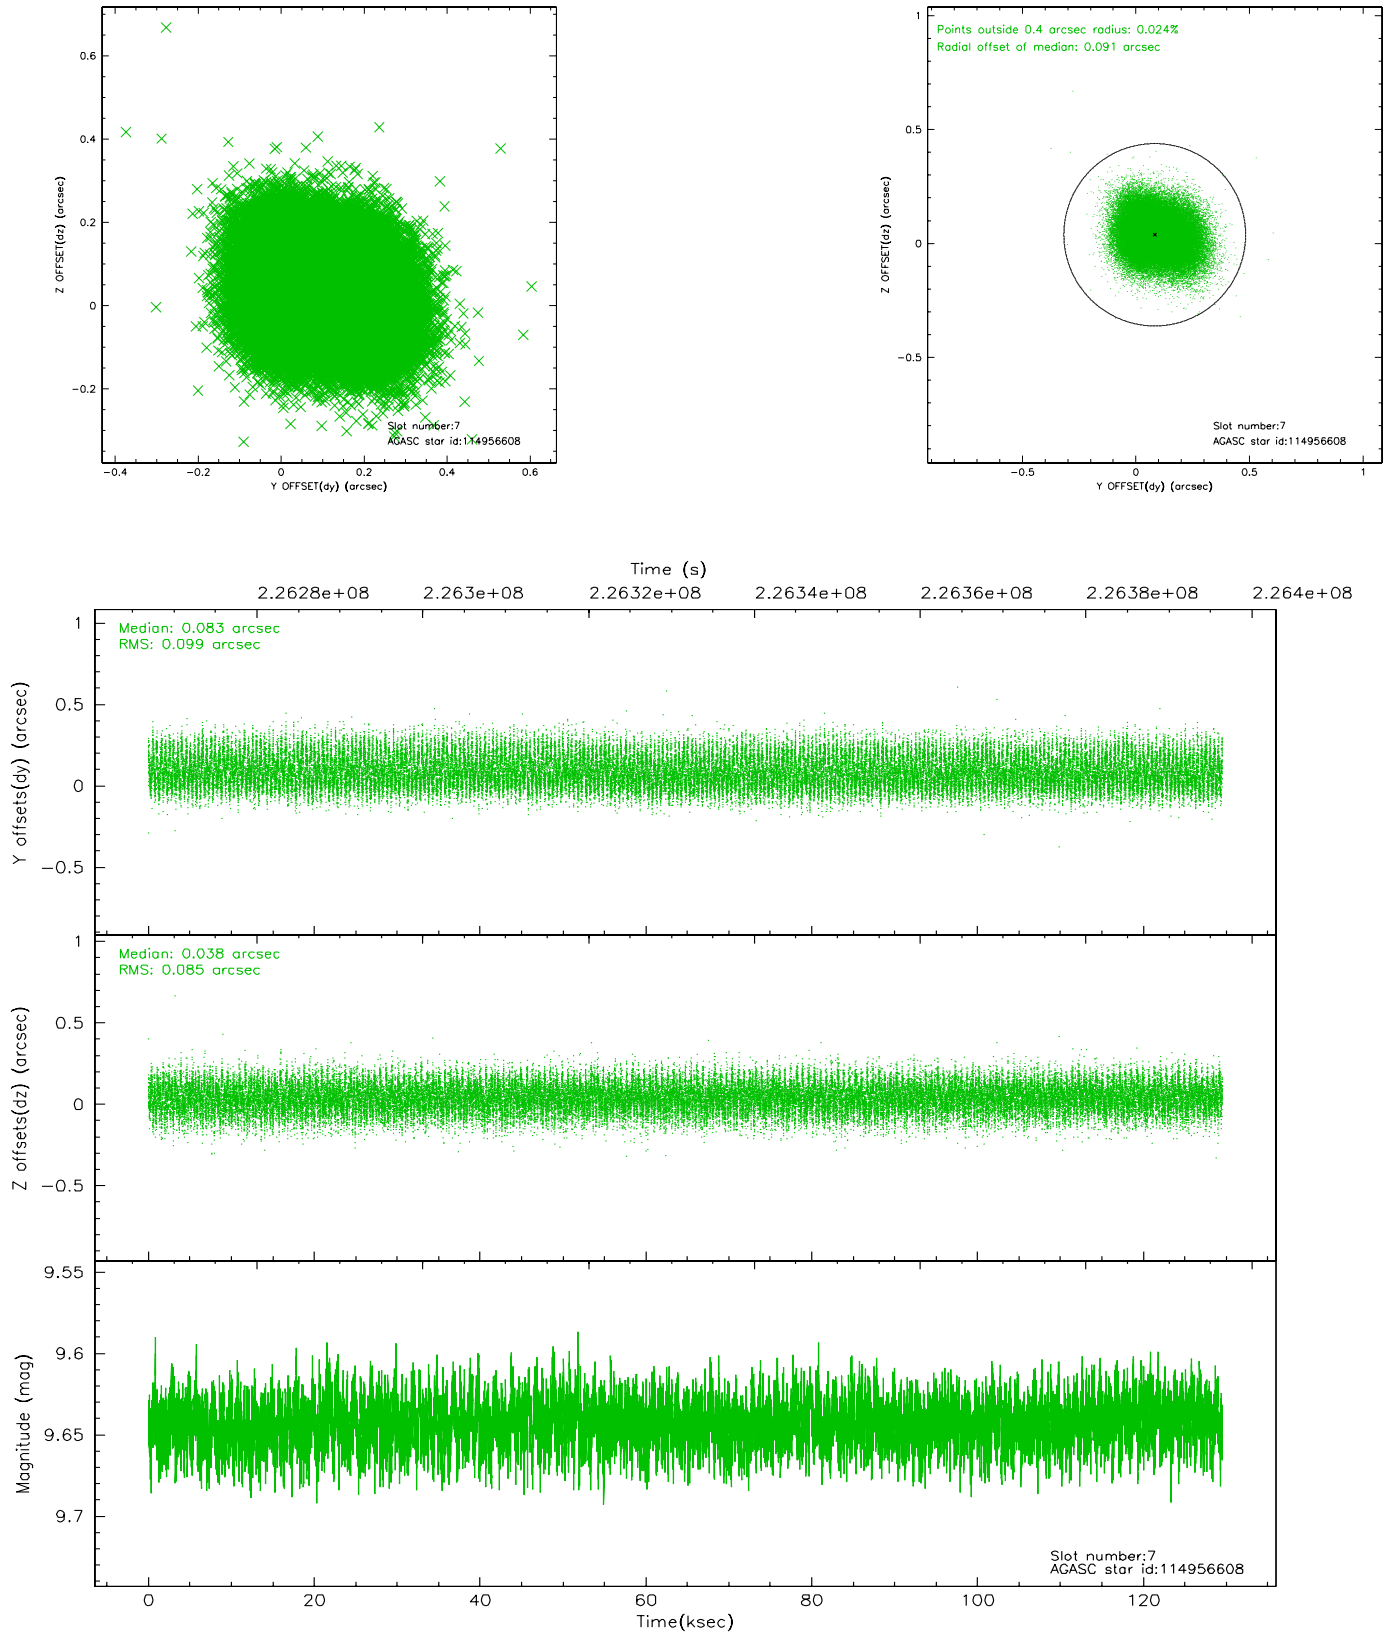 0.6
0.4
0.2
0
-0.2
Z OFFSET(dz) (arcsec)
Slot number:7
AGASC star id:114956608
-0.4 -0.2 0 0.2 0.4 0.6
Y OFFSET(dy) (arcsec)
Points outside 0.4 arcsec radius: 0.024%
Radial offset of median: 0.091 arcsec
1
0.5
0
-0.5
Z OFFSET(dz) (arcsec)
Slot number:7
AGASC star id:114956608
-0.5 0 0.5 1
Y OFFSET(dy) (arcsec)
Time (s)
2.2628e+08 2.263e+08 2.2632e+08 2.2634e+08 2.2636e+08 2.2638e+08 2.264e+08
Median: 0.083 arcsec
RMS: 0.099 arcsec
1
0.5
0
-0.5
Y offsets(dy) (arcsec)
Median: 0.038 arcsec
RMS: 0.085 arcsec
1
0.5
0
-0.5
Z offsets(dz) (arcsec)
9.55
9.6
9.65
9.7
Magnitude (mag)
Slot number:7
AGASC star id:114956608
0 20 40 60 80 100 120
Time(ksec)